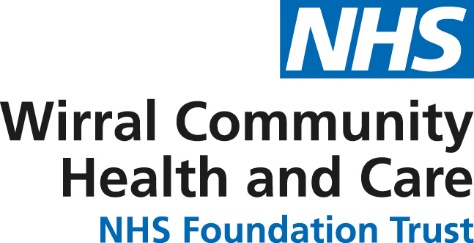 NHS
Wirral Community
Health and Care
NHS Foundation Trust